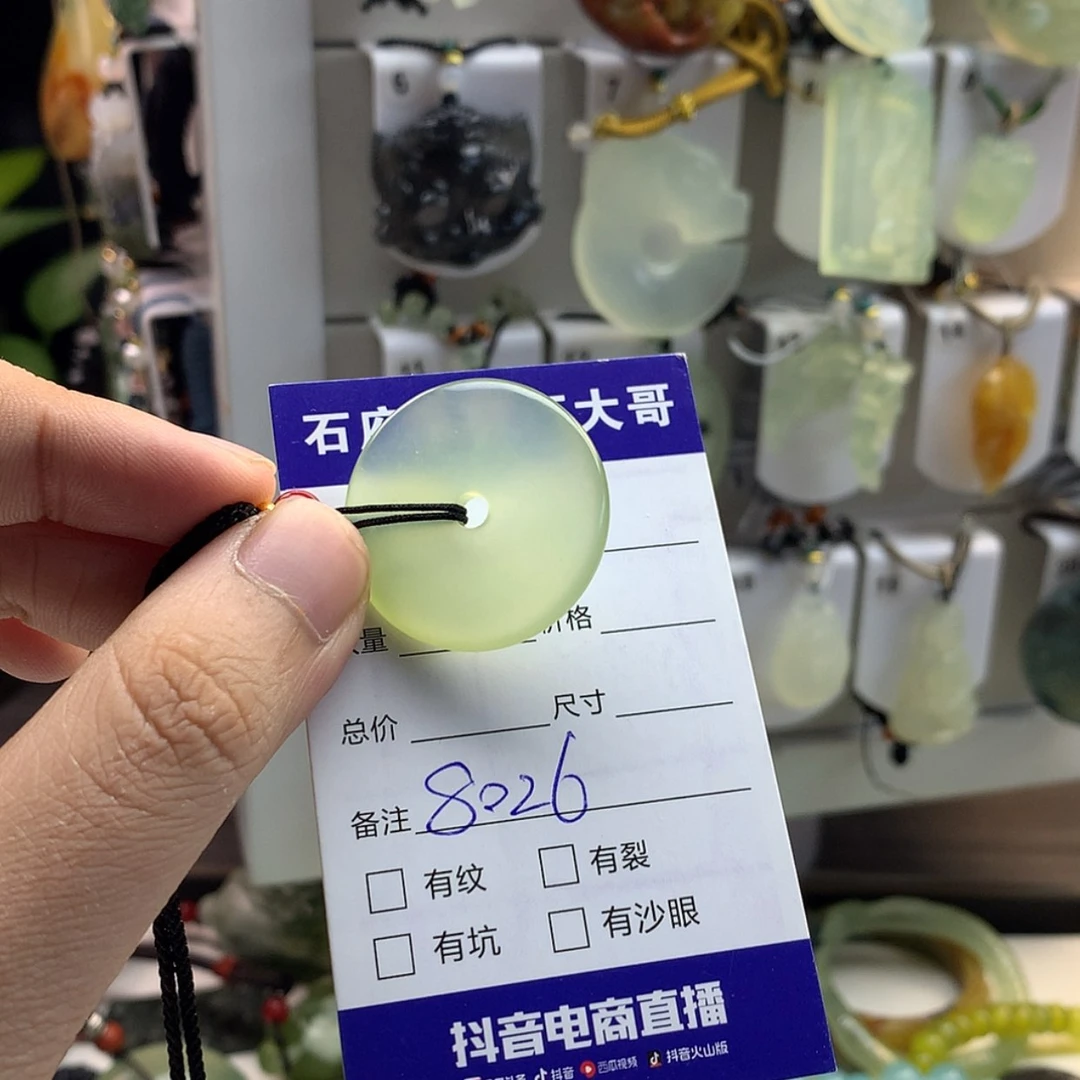 6
7
石
大哥
量
价格
总价
尺寸
备注 8026
有纹
有裂
有坑
有沙眼
抖音电商直播
抖音 西瓜视频 抖音火山版